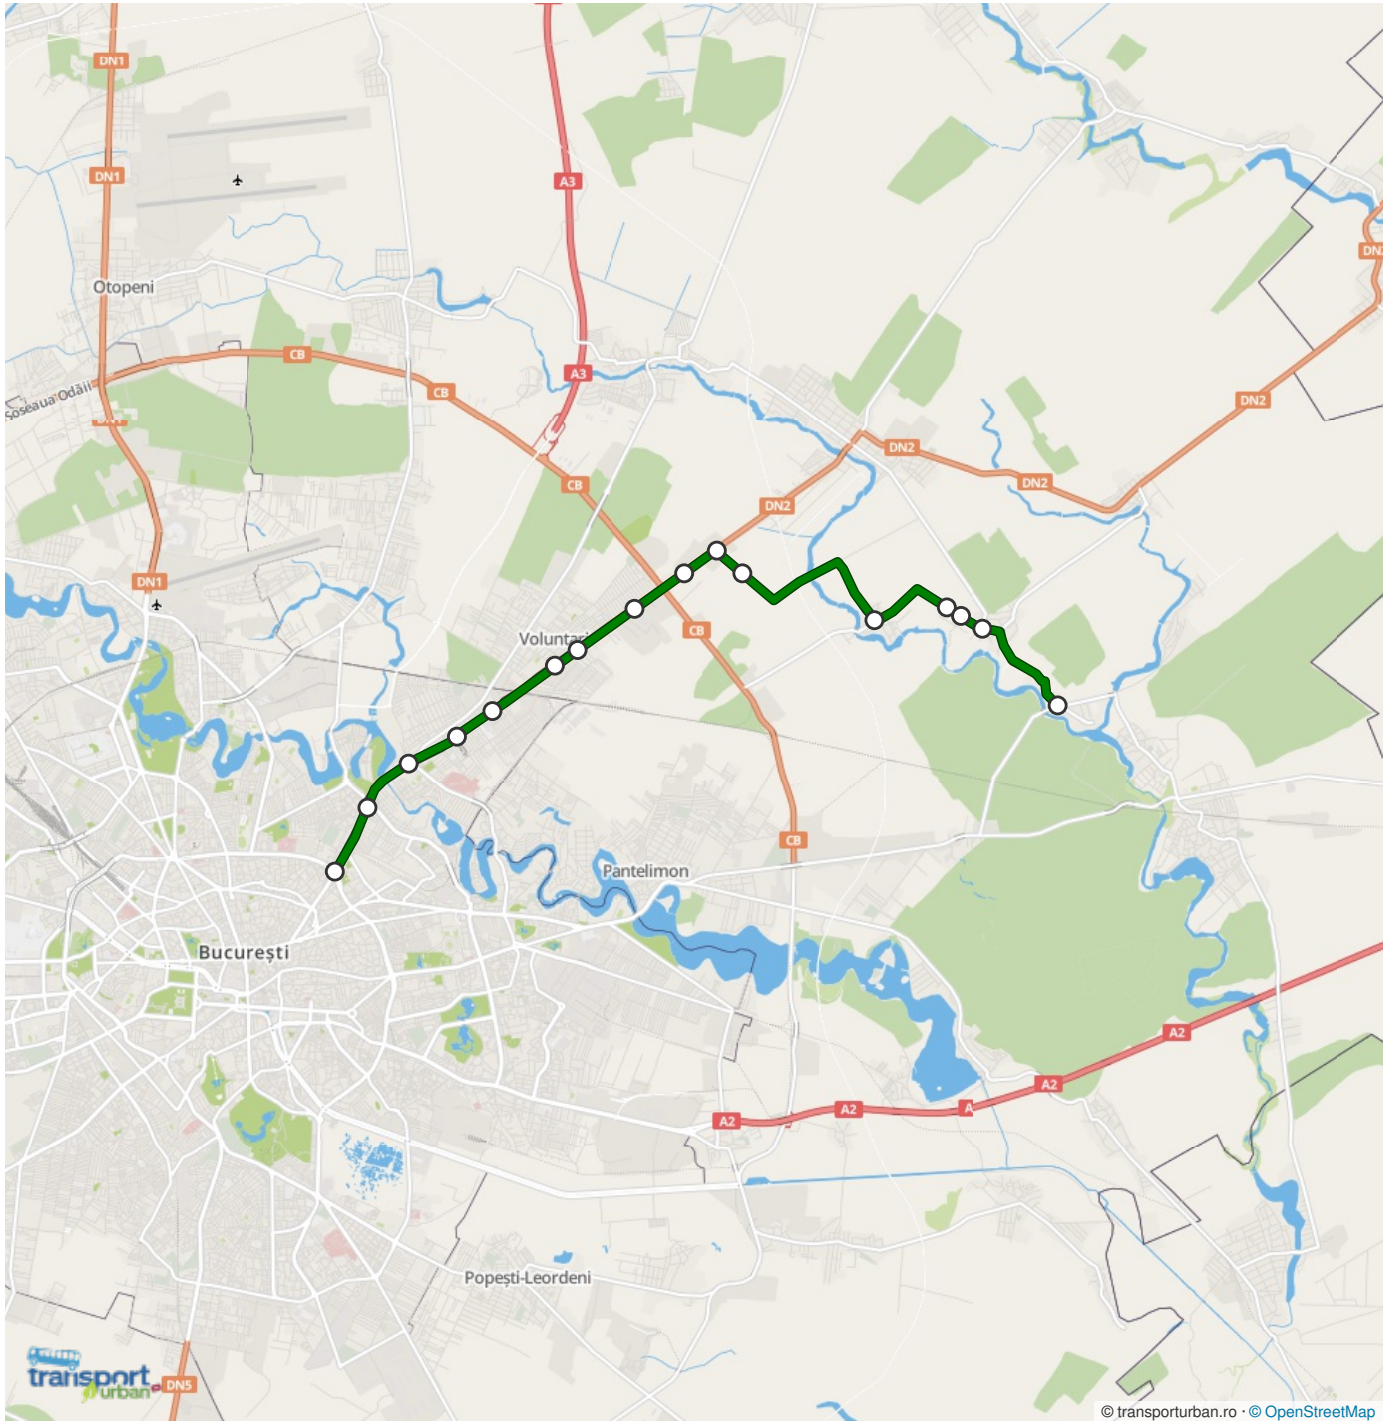 DN1
DN1
A3
DN2
Otopeni
CB
A3
CB
șoseaua Odăii
DN2
DN1
DN2
DN2
CB
DN2
DN1
CB
Voluntari
CB
Pantelimon
București
A2
A2
A2
A
A2
Popești-Leordeni
transport
urban
DN5
© transporturban.ro · © OpenStreetMap